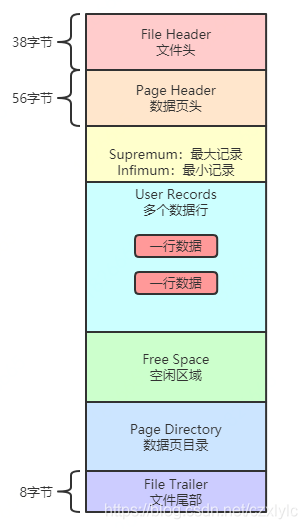 38字节
File Header
文件头
56字节
Page Header
数据页头
Supremum：最大记录
Infimum：最小记录
User Records
多个数据行
一行数据
一行数据
Free Space
空闲区域
Page Directory
数据页目录
8字节
File Trailer
文件尾部
https://blog.csdn.net/czxlylc